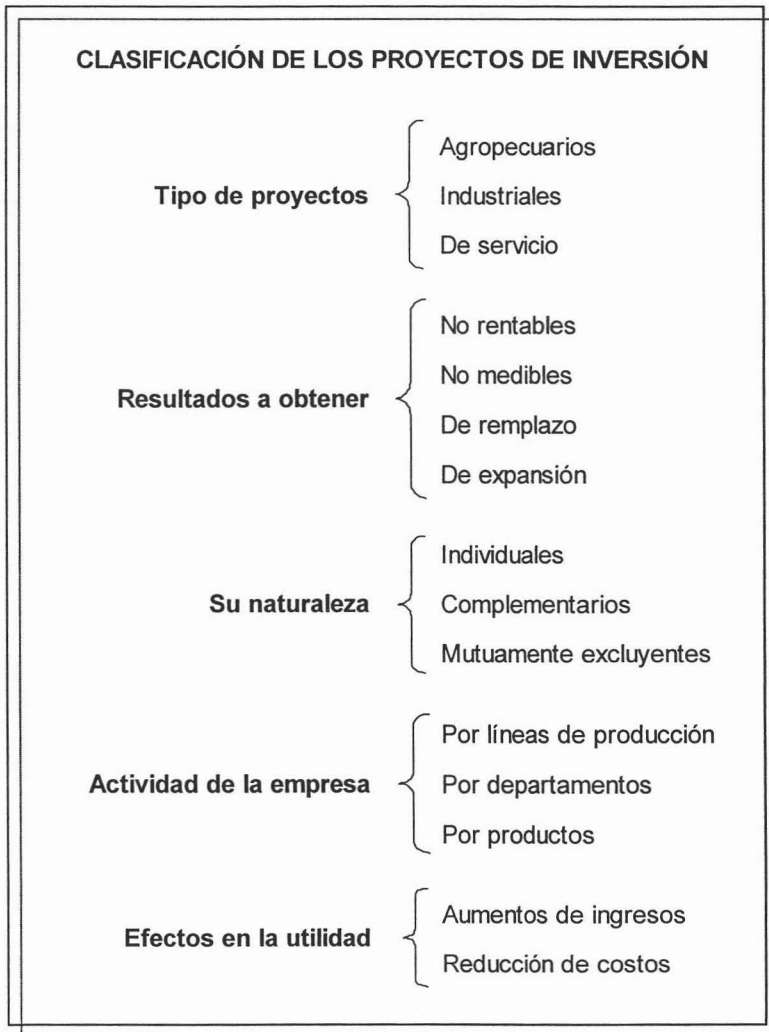 CLASIFICACIÓN DE LOS PROYECTOS DE INVERSIÓN
Tipo de proyectos
Agropecuarios
Industriales
De servicio
Resultados a obtener
No rentables
No medibles
De remplazo
De expansión
Su naturaleza
Individuales
Complementarios
Mutuamente excluyentes
Actividad de la empresa
Por líneas de producción
Por departamentos
Por productos
Efectos en la utilidad
Aumentos de ingresos
Reducción de costos